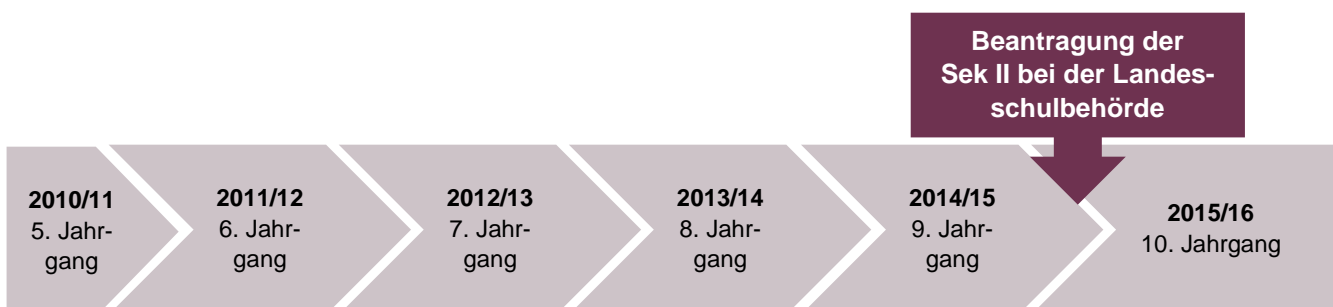 Beantragung der
Sek II bei der Landes-
schulbehörde
2010/11
5. Jahr-
gang
2011/12
6. Jahr-
gang
2012/13
7. Jahr-
gang
2013/14
8. Jahr-
gang
2014/15
9. Jahr-
gang
2015/16
10. Jahrgang